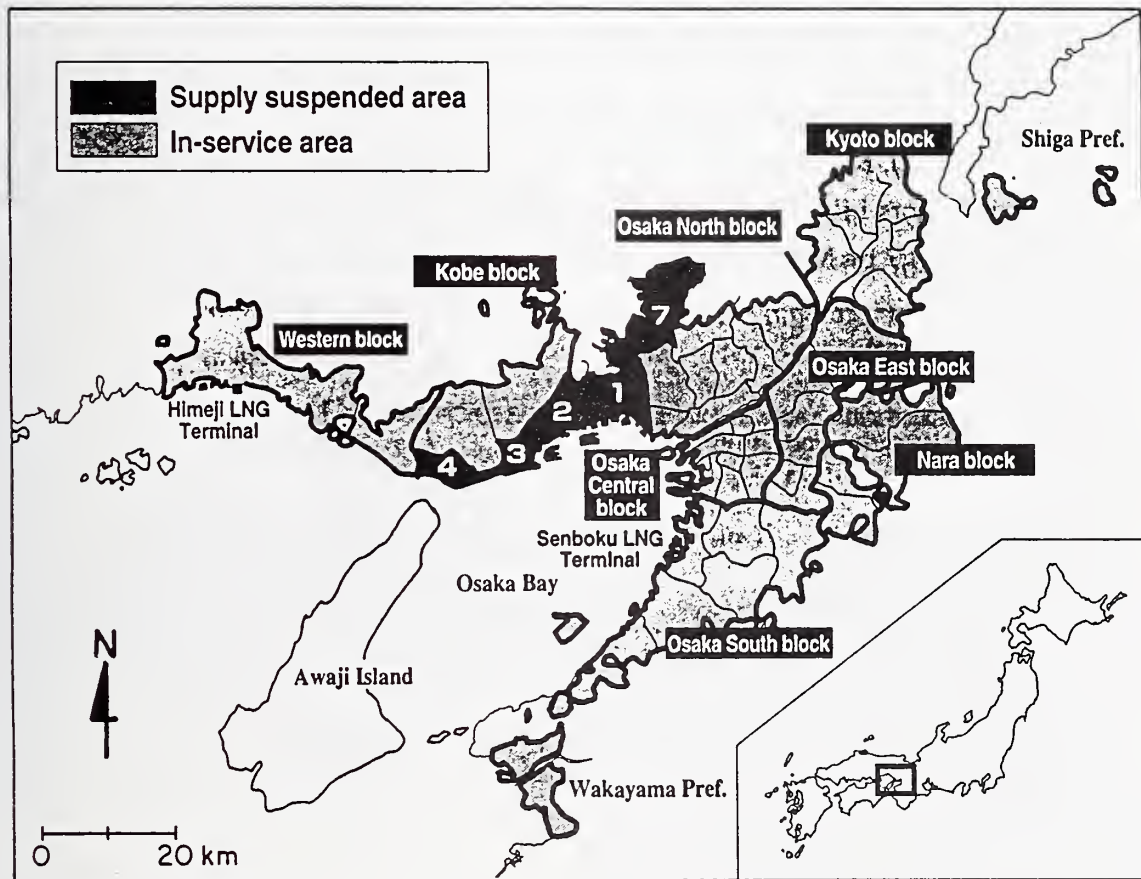 Supply suspended area
In-service area
Kyoto block
Shiga Pref.
Osaka North block
Kobe block
7
Western block
Osaka East block
1
2
Himeji LNG
Terminal
3
4
Osaka
Central
block
Nara block
Senboku LNG
Terminal
Osaka Bay
Osaka South block
N
Awaji Island
Wakayama Pref.
0
20 km